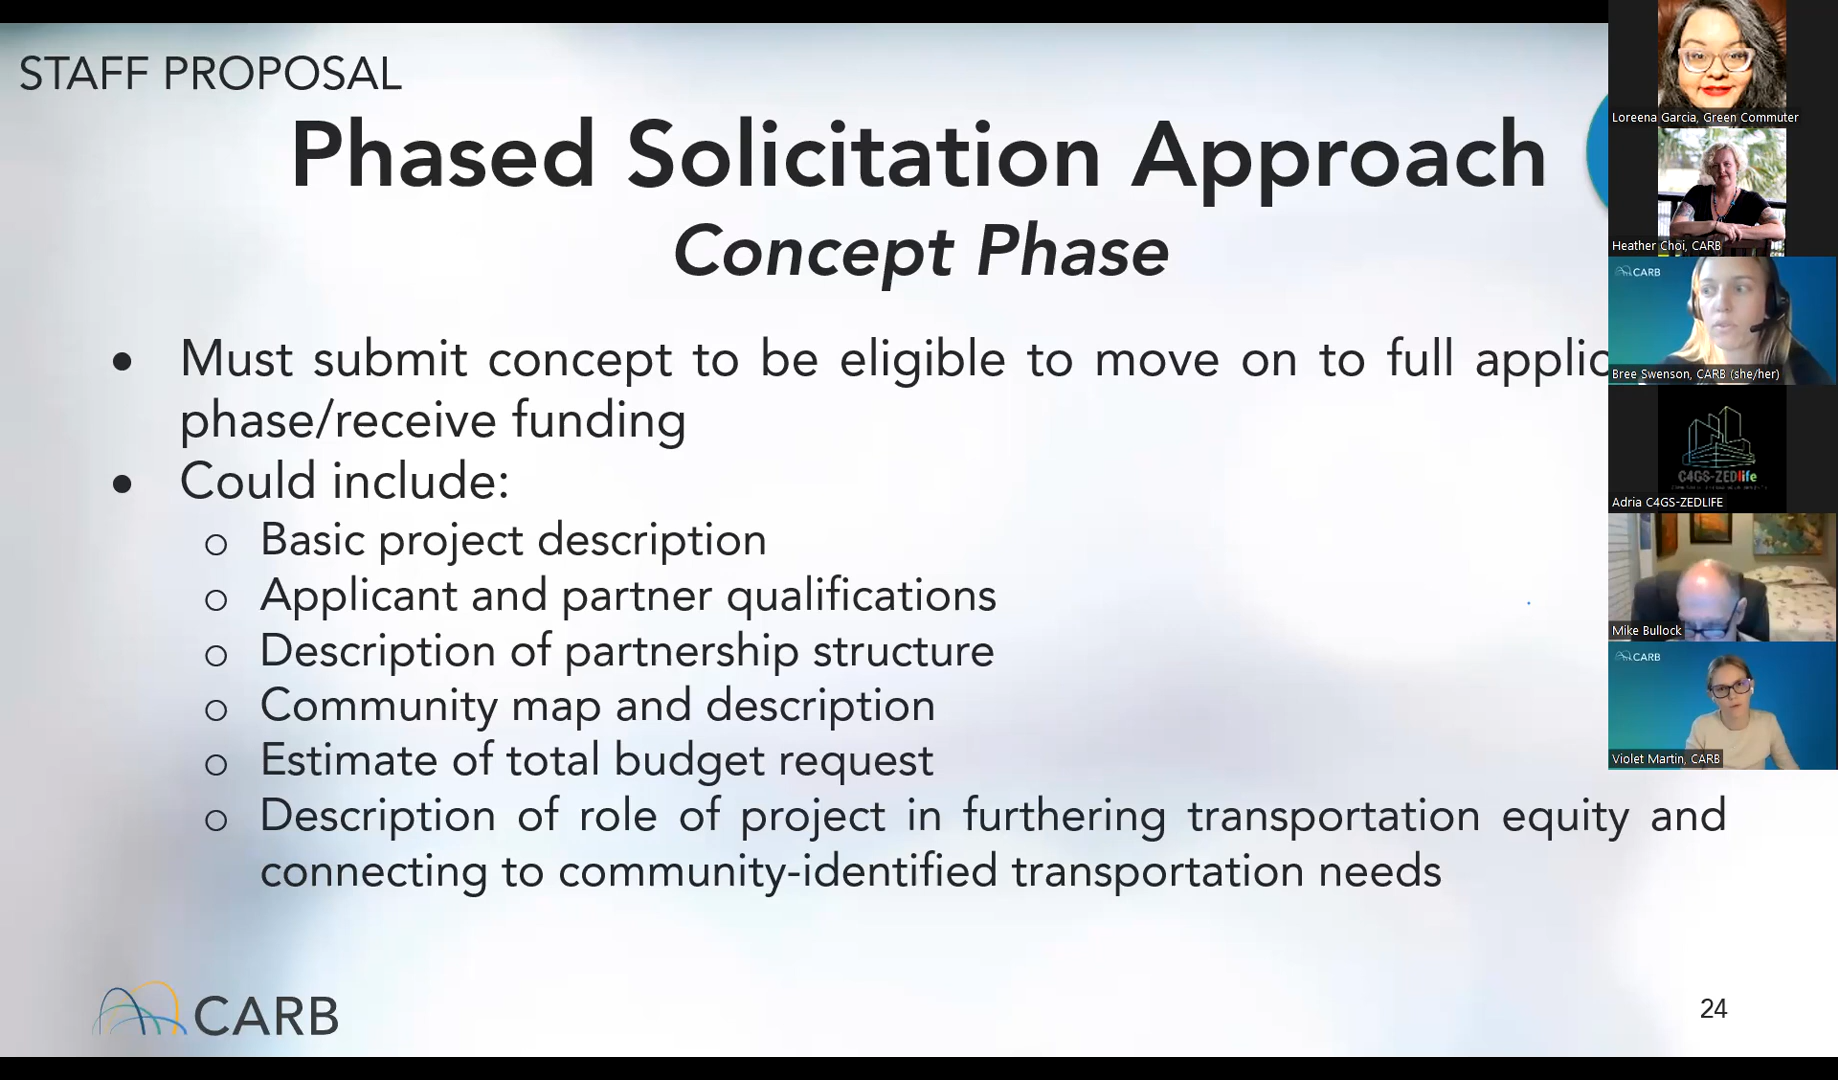 STAFF PROPOSAL
Phased Solicitation Approach
Concept Phase
• Must submit concept to be eligible to move on to full applic
phase/receive funding
• Could include:
o Basic project description
o Applicant and partner qualifications
o Description of partnership structure
o Community map and description
o Estimate of total budget request
o Description of role of project in furthering transportation equity and
connecting to community-identified transportation needs
CARB
24
Loreena Garcia, Green Commuter
Heather Choi, CARB
CARB
Bree Swenson, CARB (she/her)
C4GS-ZEDlife
Adria C4GS-ZEDLIFE
Mike Bullock
CARB
Violet Martin, CARB